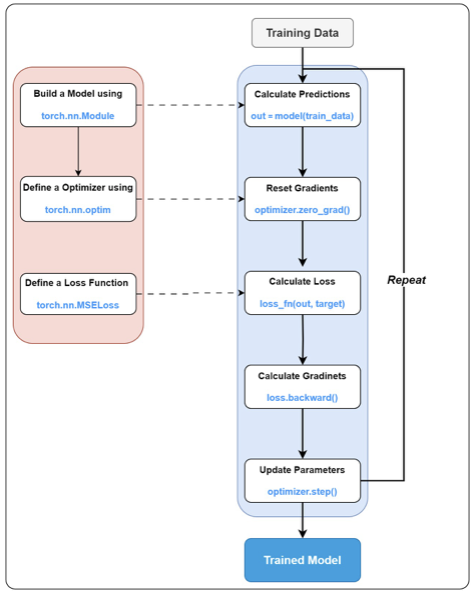 Training Data
Build a Model using
torch.nn.Module
Define a Optimizer using
torch.nn.optim
Define a Loss Function
torch.nn.MSELoss
Calculate Predictions
out = model(train_data)
Reset Gradients
optimizer.zero_grad()
Calculate Loss
loss_fn(out, target)
Calculate Gradinets
loss.backward()
Update Parameters
optimizer.step()
Repeat
Trained Model